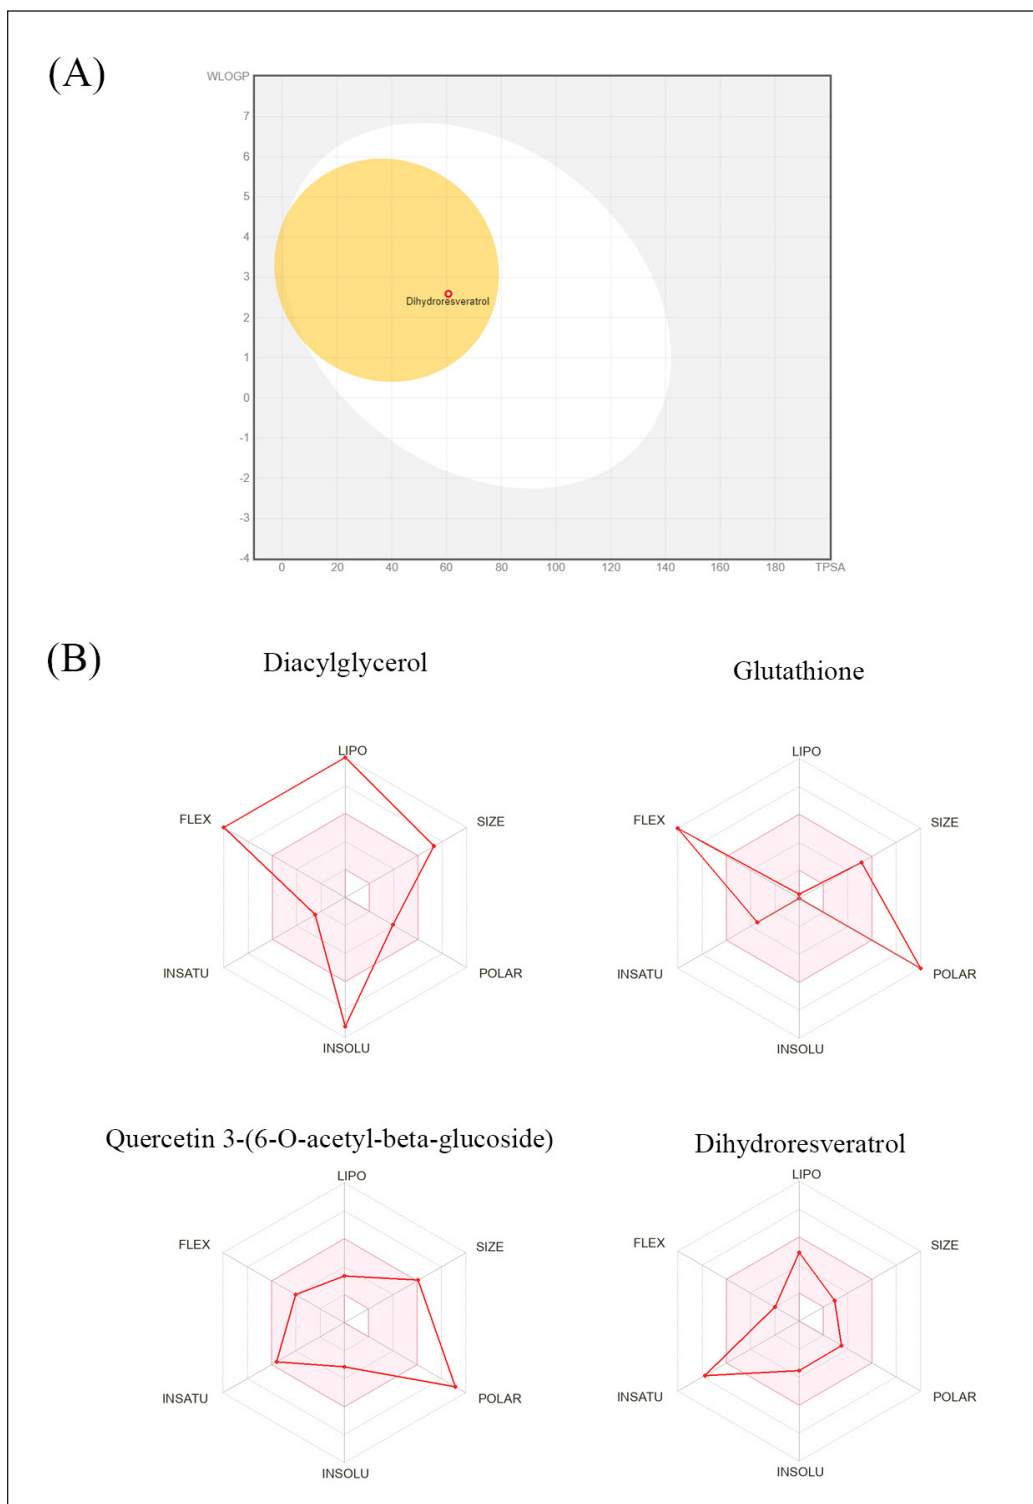 (A)
WLOGP
7
6
5
4
3
2
1
0
-1
-2
-3
-4
Dihydroresveratrol
0 20 40 60 80 100 120 140 160 180 TPSA
(B)
Diacylglycerol
LIPO
FLEX
SIZE
INSATU
POLAR
INSOLU
Glutathione
LIPO
FLEX
SIZE
INSATU
POLAR
INSOLU
Quercetin 3-(6-O-acetyl-beta-glucoside)
LIPO
FLEX
SIZE
INSATU
POLAR
INSOLU
Dihydroresveratrol
LIPO
FLEX
SIZE
INSATU
POLAR
INSOLU